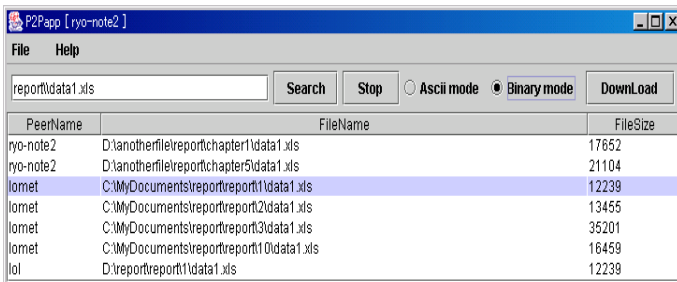 P2Papp [ ryo-note2 ]
File Help
report\\data1.xls Search Stop Ascii mode Binary mode DownLoad
PeerName FileName FileSize
ryo-note2 D:\anotherfile\report\chapter1\data1.xls 17652
ryo-note2 D:\anotherfile\report\chapter5\data1.xls 21104
lomet C:\MyDocuments\report\report\1\data1.xls 12239
lomet C:\MyDocuments\report\report\2\data1.xls 13455
lomet C:\MyDocuments\report\report\3\data1.xls 35201
lomet C:\MyDocuments\report\report\10\data1.xls 16459
lol D:\report\report\1\data1.xls 12239